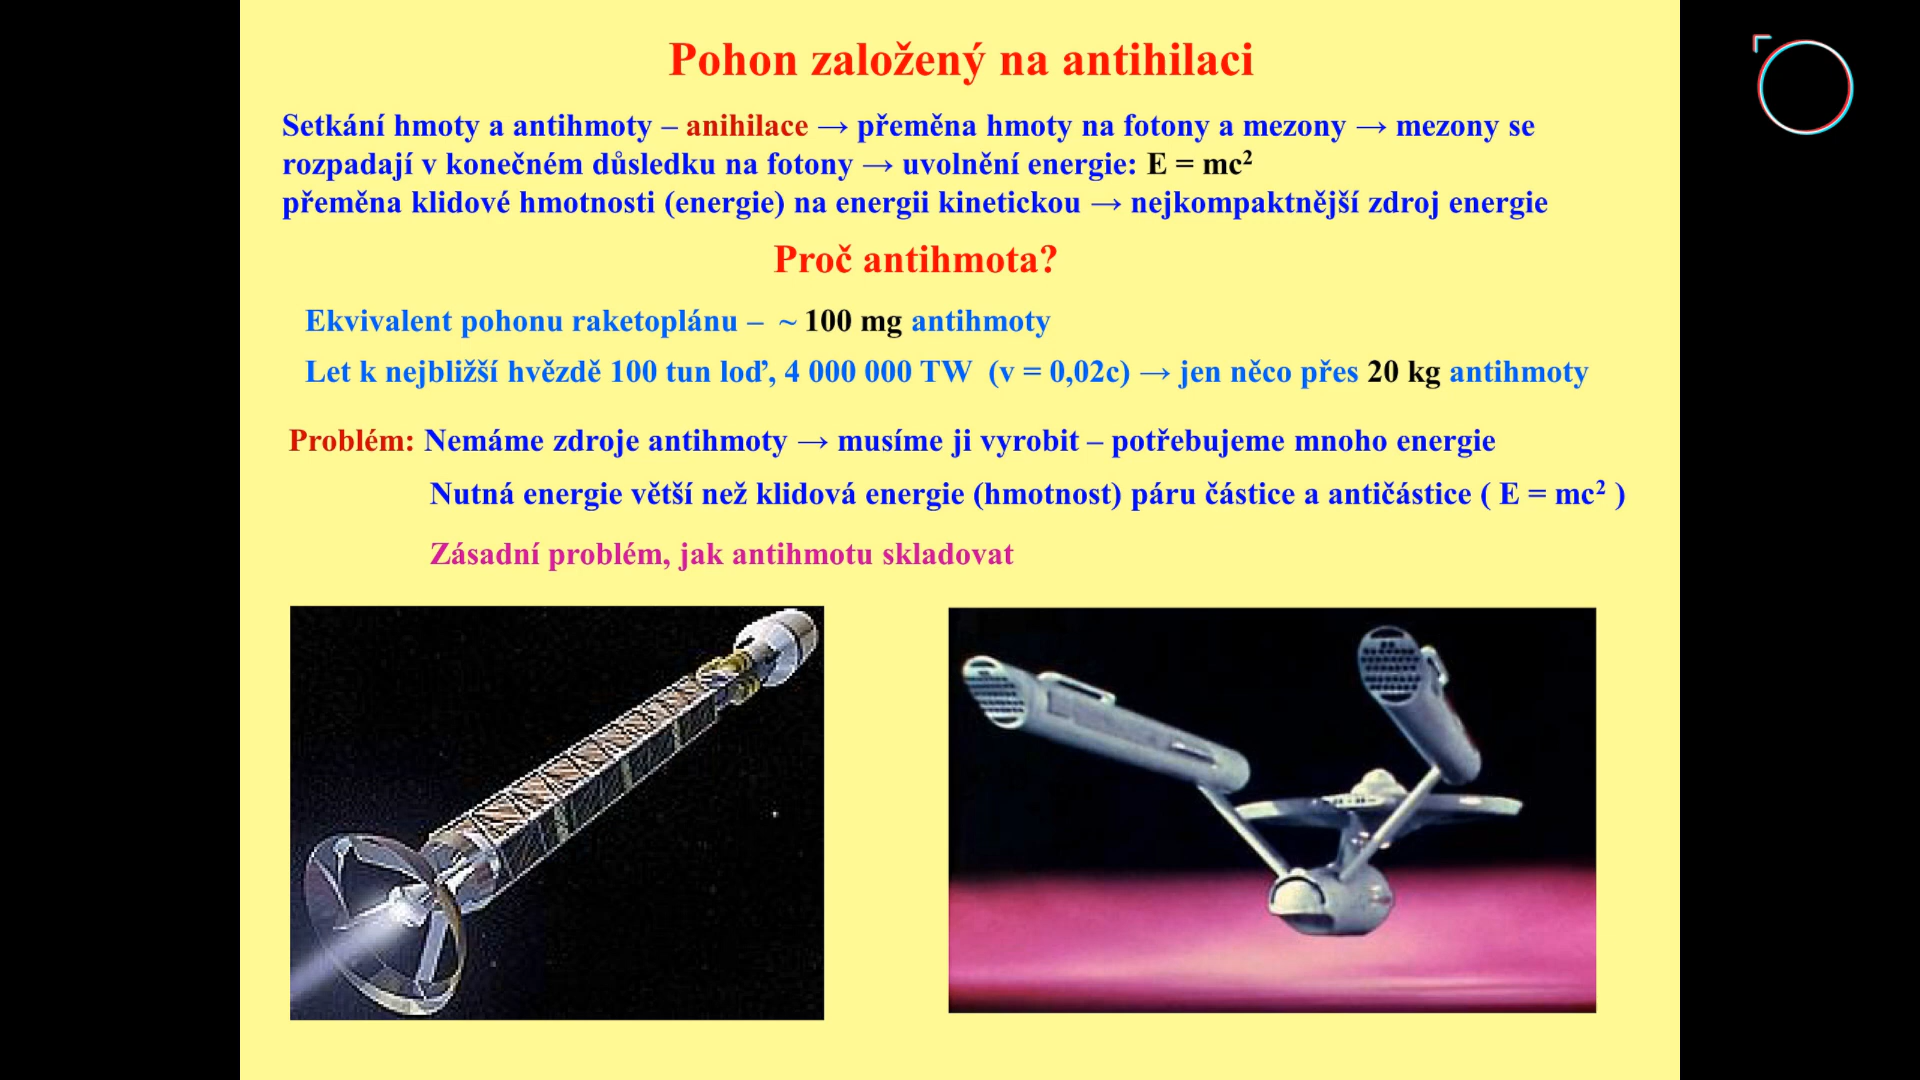 Pohon založený na antihilaci
Setkání hmoty a antihmoty – anihilace → přeměna hmoty na fotony a mezony → mezony se
rozpadají v konečném důsledku na fotony → uvolnění energie: E = mc²
přeměna klidové hmotnosti (energie) na energii kinetickou → nejkompaktnější zdroj energie
Proč antihmota?
Ekvivalent pohonu raketoplánu – ~ 100 mg antihmoty
Let k nejbližší hvězdě 100 tun loď, 4 000 000 TW (v = 0,02c) → jen něco přes 20 kg antihmoty
Problém: Nemáme zdroje antihmoty → musíme ji vyrobit – potřebujeme mnoho energie
Nutná energie větší než klidová energie (hmotnost) páru částice a antičástice ( E = mc² )
Zásadní problém, jak antihmotu skladovat